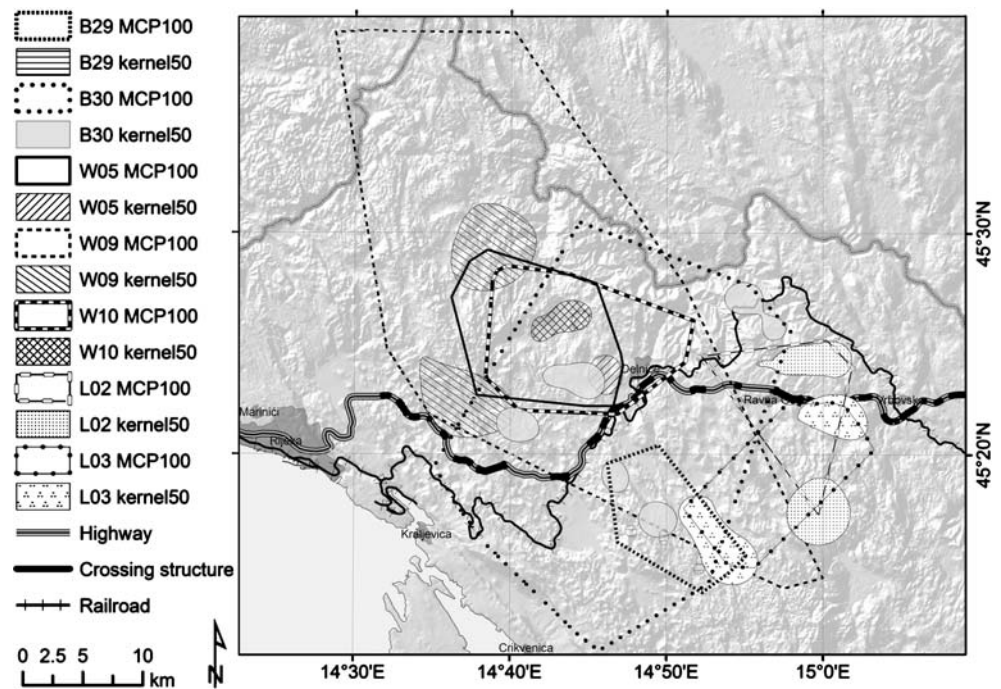 B29 MCP100
B29 kernel50
B30 MCP100
B30 kernel50
W05 MCP100
W05 kernel50
W09 MCP100
W09 kernel50
W10 MCP100
W10 kernel50
L02 MCP100
L02 kernel50
L03 MCP100
L03 kernel50
Highway
Crossing structure
Railroad
0 2.5 5 10
km
N
Marinići
Rijeka
Kraljevica
Crikvenica
Ravna
45°30'N
45°20'N
14°30'E
14°40'E
14°50'E
15°0'E